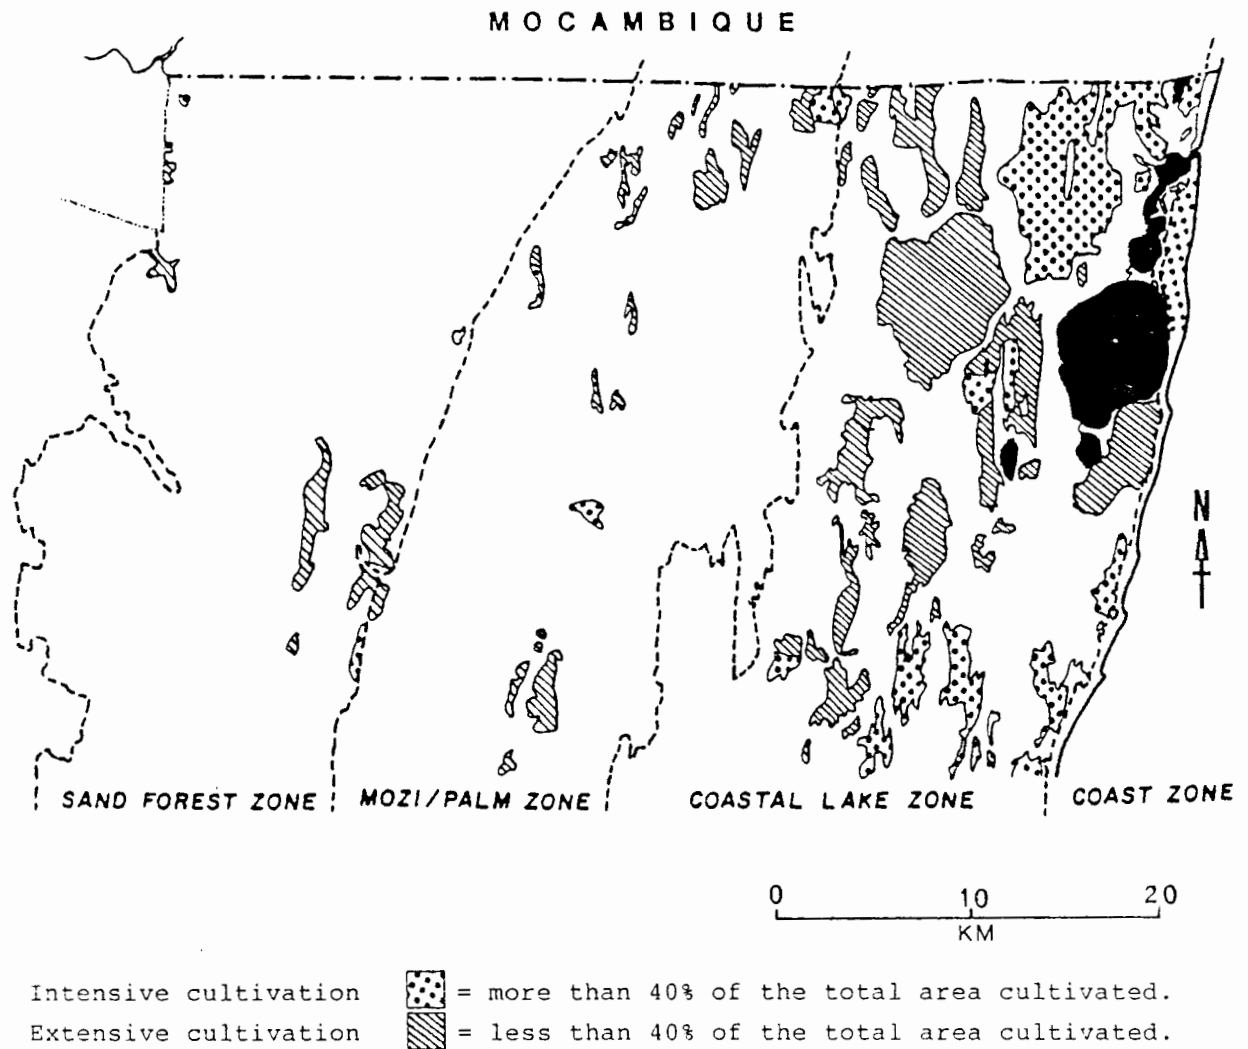 MOCAMBIQUE
N
SAND FOREST ZONE MOZI/PALM ZONE COASTAL LAKE ZONE COAST ZONE
0 10 20
KM
Intensive cultivation = more than 40% of the total area cultivated.
Extensive cultivation = less than 40% of the total area cultivated.